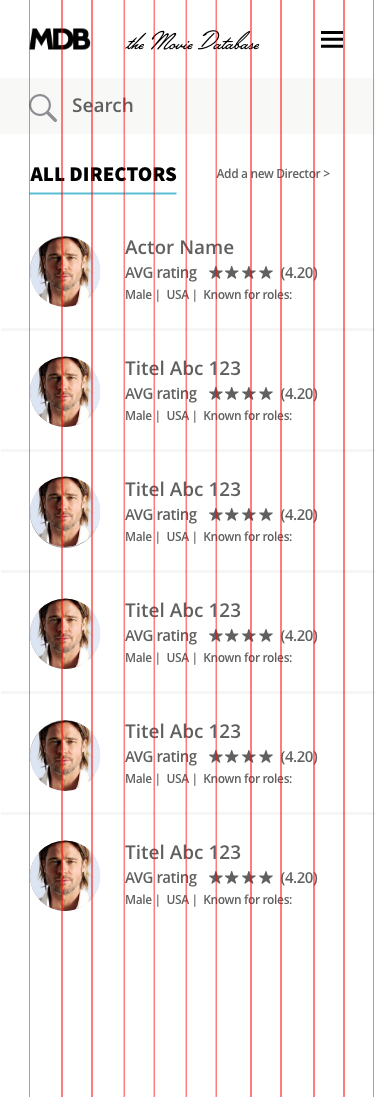 MDB the Movie Database
Search
ALL DIRECTORS Add a new Director >
Actor Name
AVG rating ★★★★ (4.20)
Male | USA | Known for roles:
Titel Abc 123
AVG rating ★★★★ (4.20)
Male | USA | Known for roles:
Titel Abc 123
AVG rating ★★★★ (4.20)
Male | USA | Known for roles:
Titel Abc 123
AVG rating ★★★★ (4.20)
Male | USA | Known for roles:
Titel Abc 123
AVG rating ★★★★ (4.20)
Male | USA | Known for roles:
Titel Abc 123
AVG rating ★★★★ (4.20)
Male | USA | Known for roles: